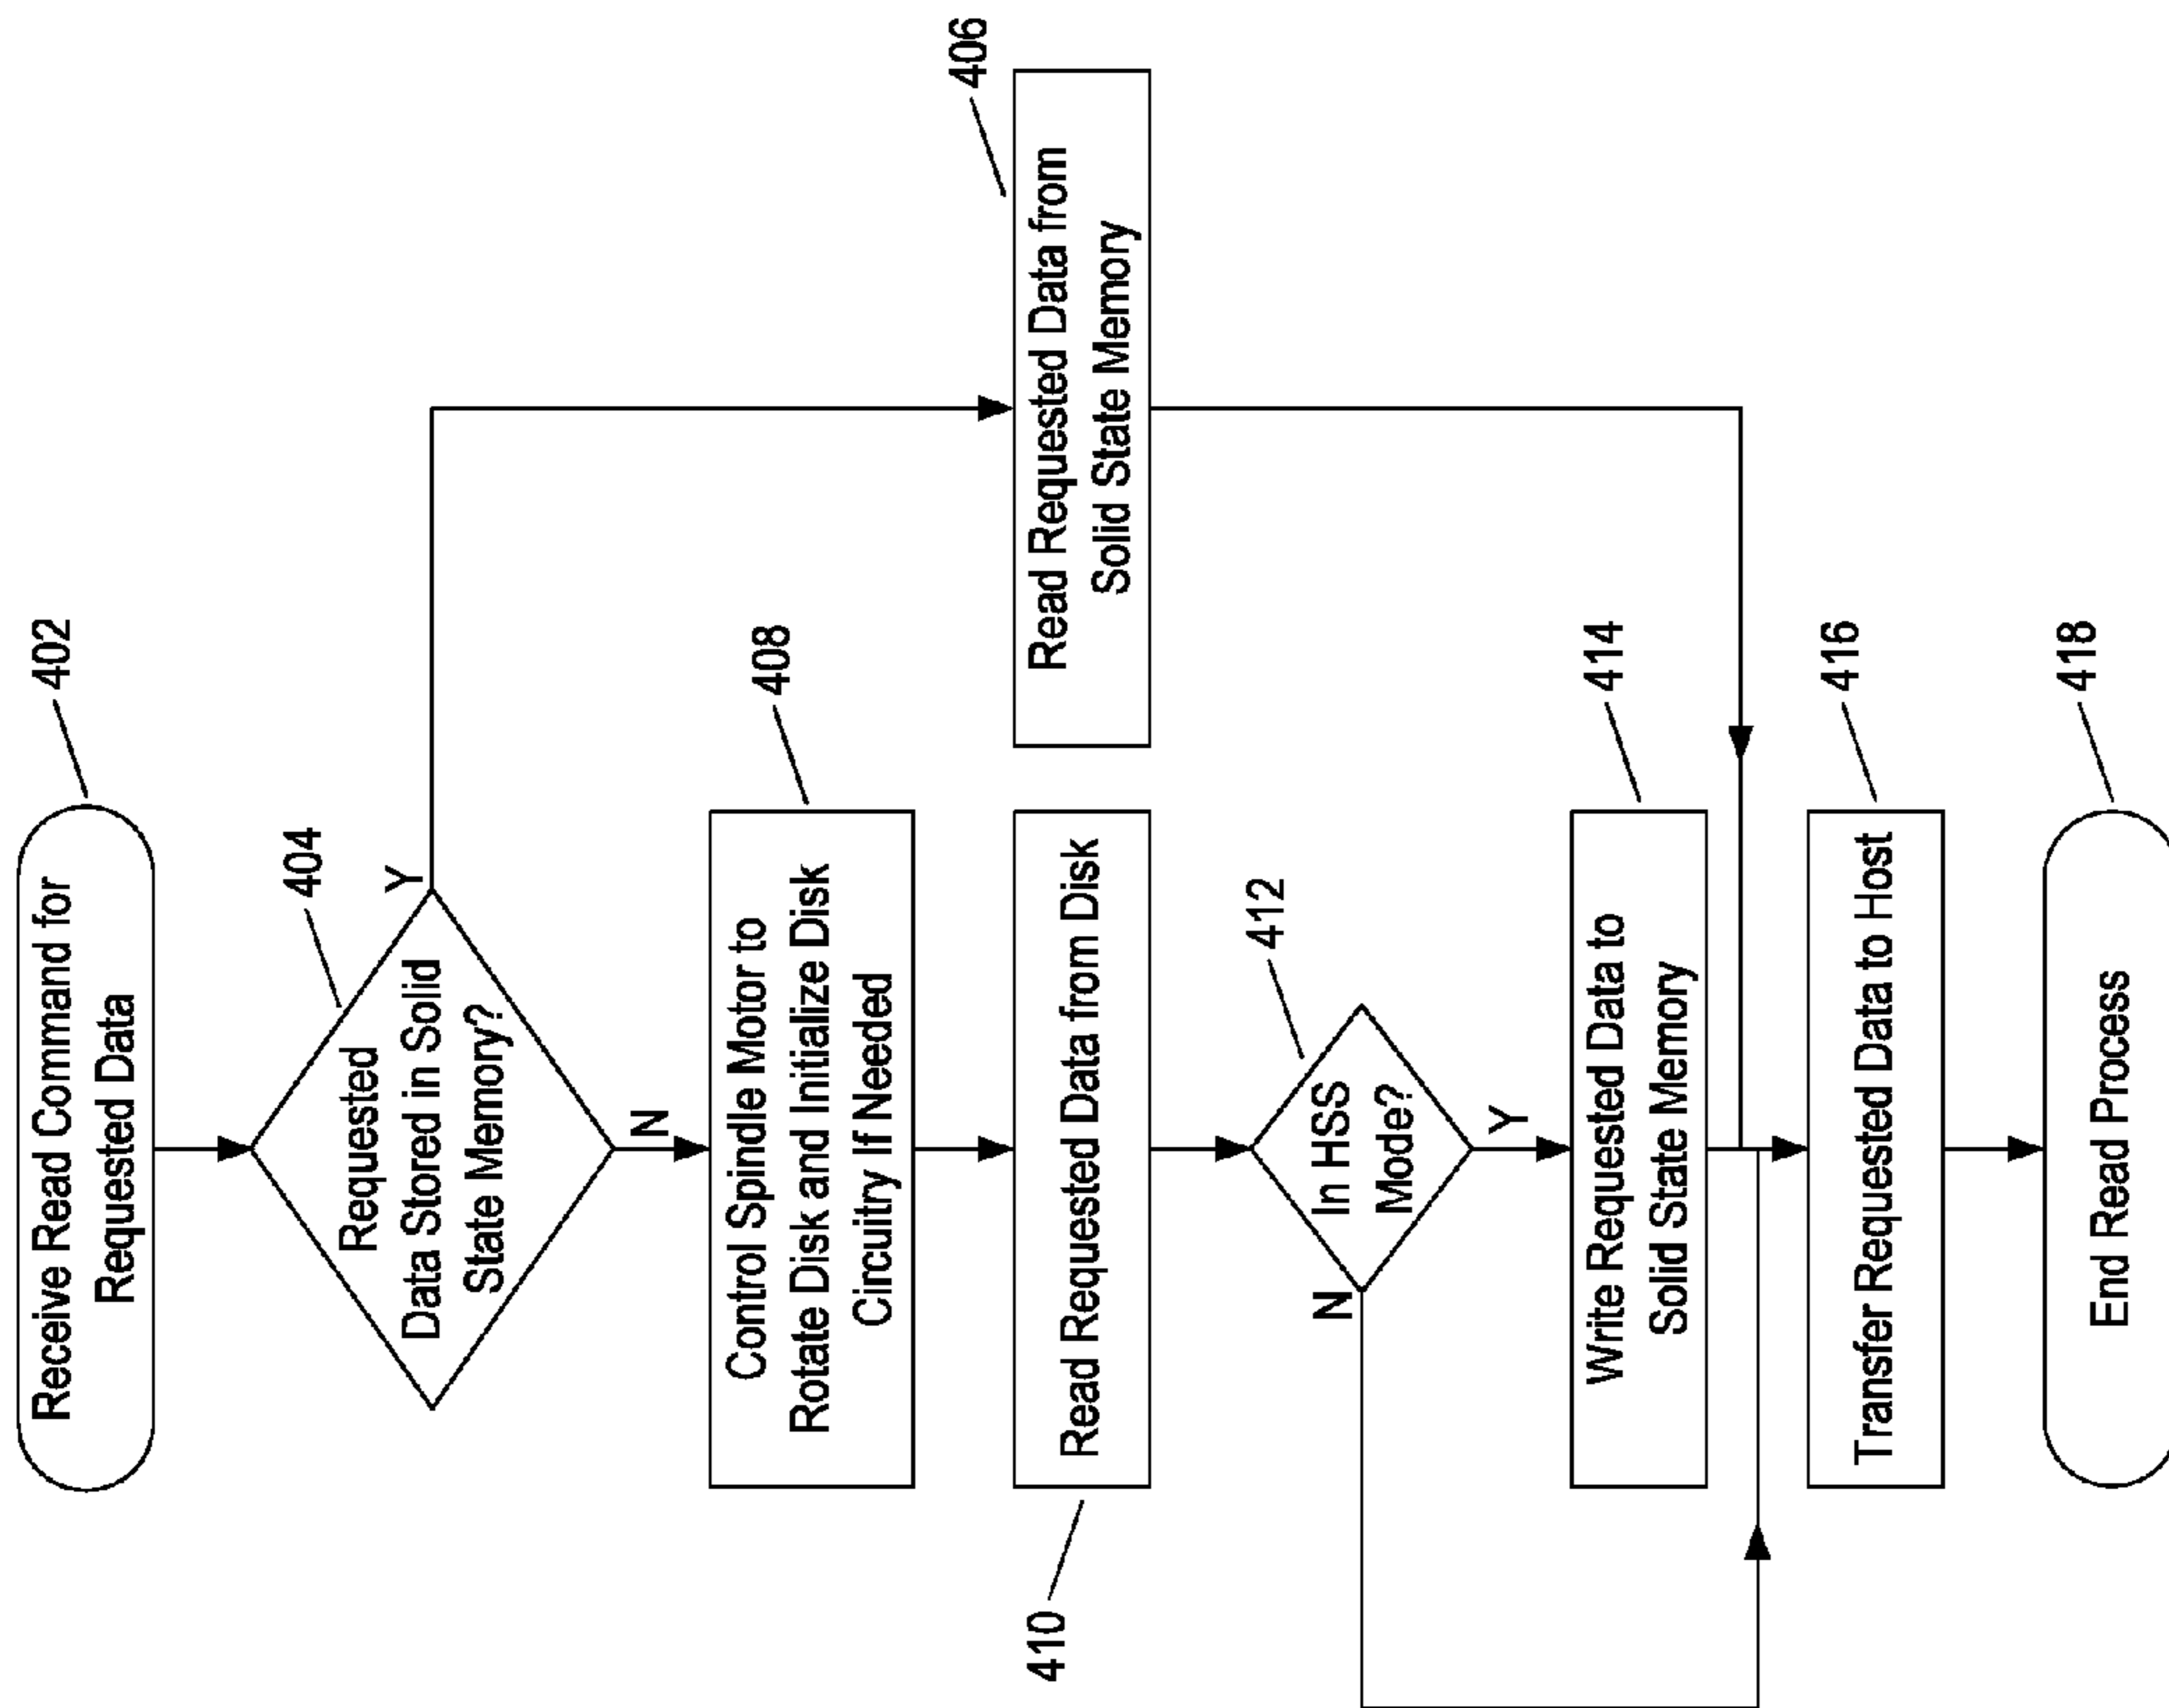 Receive Read Command for
Requested Data
402
Requested
Data Stored in Solid
State Memory?
404
Y
N
Read Requested Data from
Solid State Memory
406
Control Spindle Motor to
Rotate Disk and Initialize Disk
Circuitry If Needed
408
Read Requested Data from Disk
410
In HSS
Mode?
412
N
Y
Write Requested Data to
Solid State Memory
414
Transfer Requested Data to Host
416
End Read Process
418